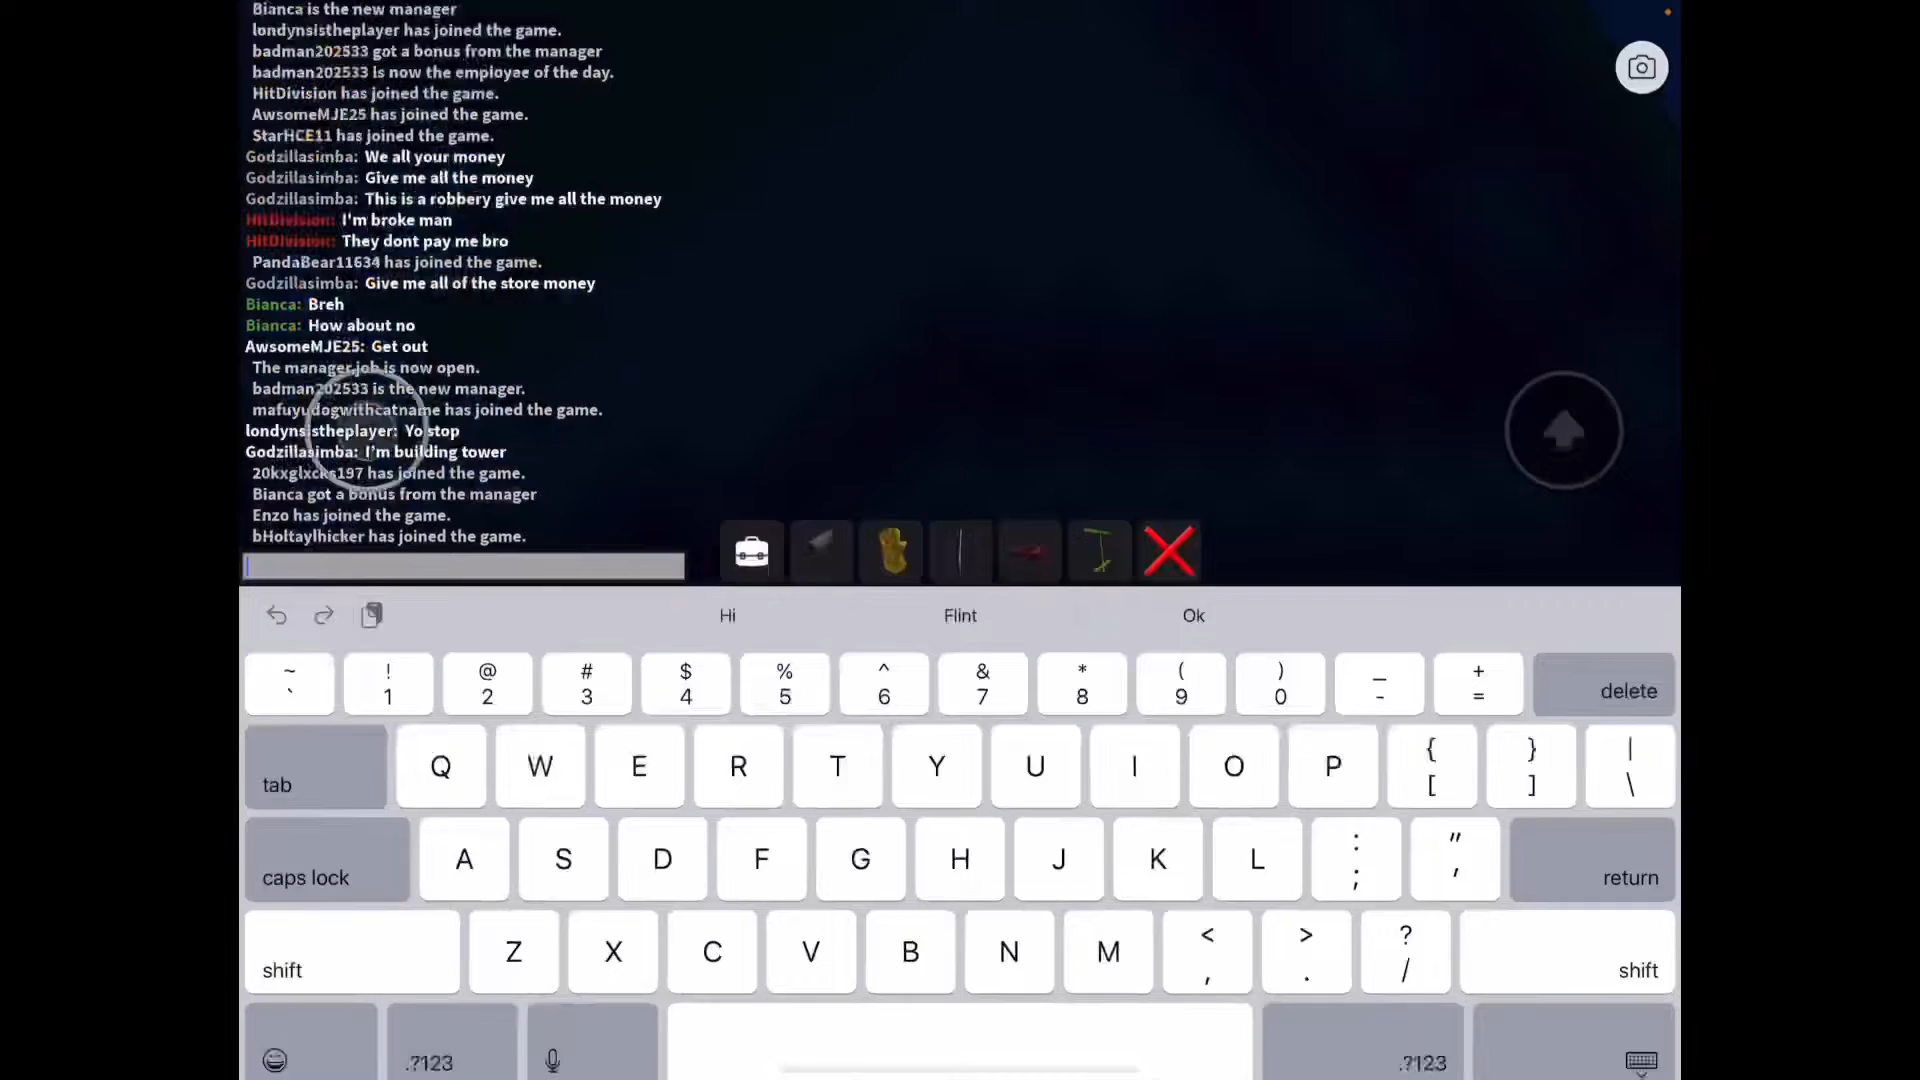 Bianca is the new manager
londynsistheplayer has joined the game.
badman202533 got a bonus from the manager
badman202533 is now the employee of the day.
HitDivision has joined the game.
AwsomeMJE25 has joined the game.
StarHCE11 has joined the game.
Godzillasimba: We all your money
Godzillasimba: Give me all the money
Godzillasimba: This is a robbery give me all the money
HitDivision: I'm broke man
HitDivision: They dont pay me bro
PandaBear11634 has joined the game.
Godzillasimba: Give me all of the store money
Bianca: Breh
Bianca: How about no
AwsomeMJE25: Get out
The manager job is now open.
badman202533 is the new manager.
mafuyudogwithcatname has joined the game.
londynsistheplayer: Yo stop
Godzillasimba: I'm building tower
20kxglxcks197 has joined the game.
Bianca got a bonus from the manager
Enzo has joined the game.
bHoltaylhicker has joined the game.
Hi Flint Ok
~ ! @ # $ % ^ & * ( ) _ +
` 1 2 3 4 5 6 7 8 9 0 - = delete
tab Q W E R T Y U I O P { [ } ] | \
caps lock A S D F G H J K L : ; " ' return
shift Z X C V B N M < , > . ? / shift
.?123 .?123